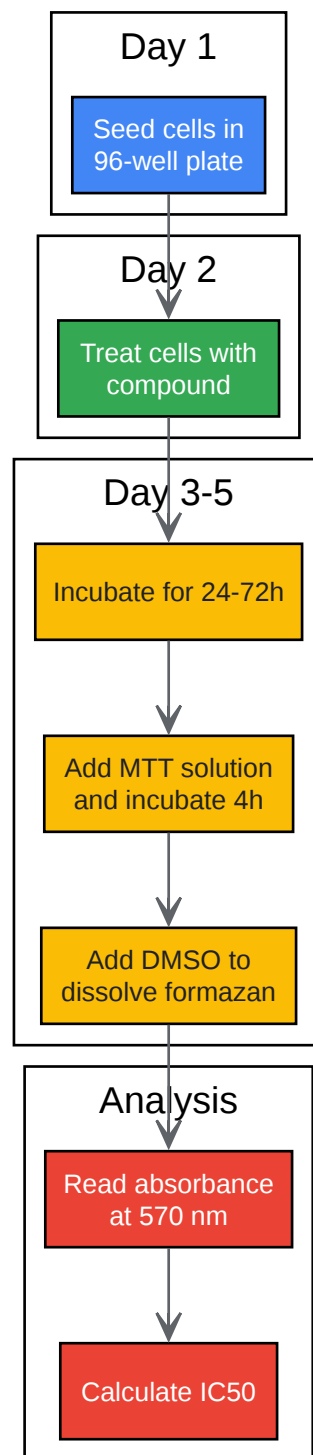 Day 1
Seed cells in
96-well plate
Day 2
Treat cells with
compound
Day 3-5
Incubate for 24-72h
Add MTT solution
and incubate 4h
Add DMSO to
dissolve formazan
Analysis
Read absorbance
at 570 nm
Calculate IC50